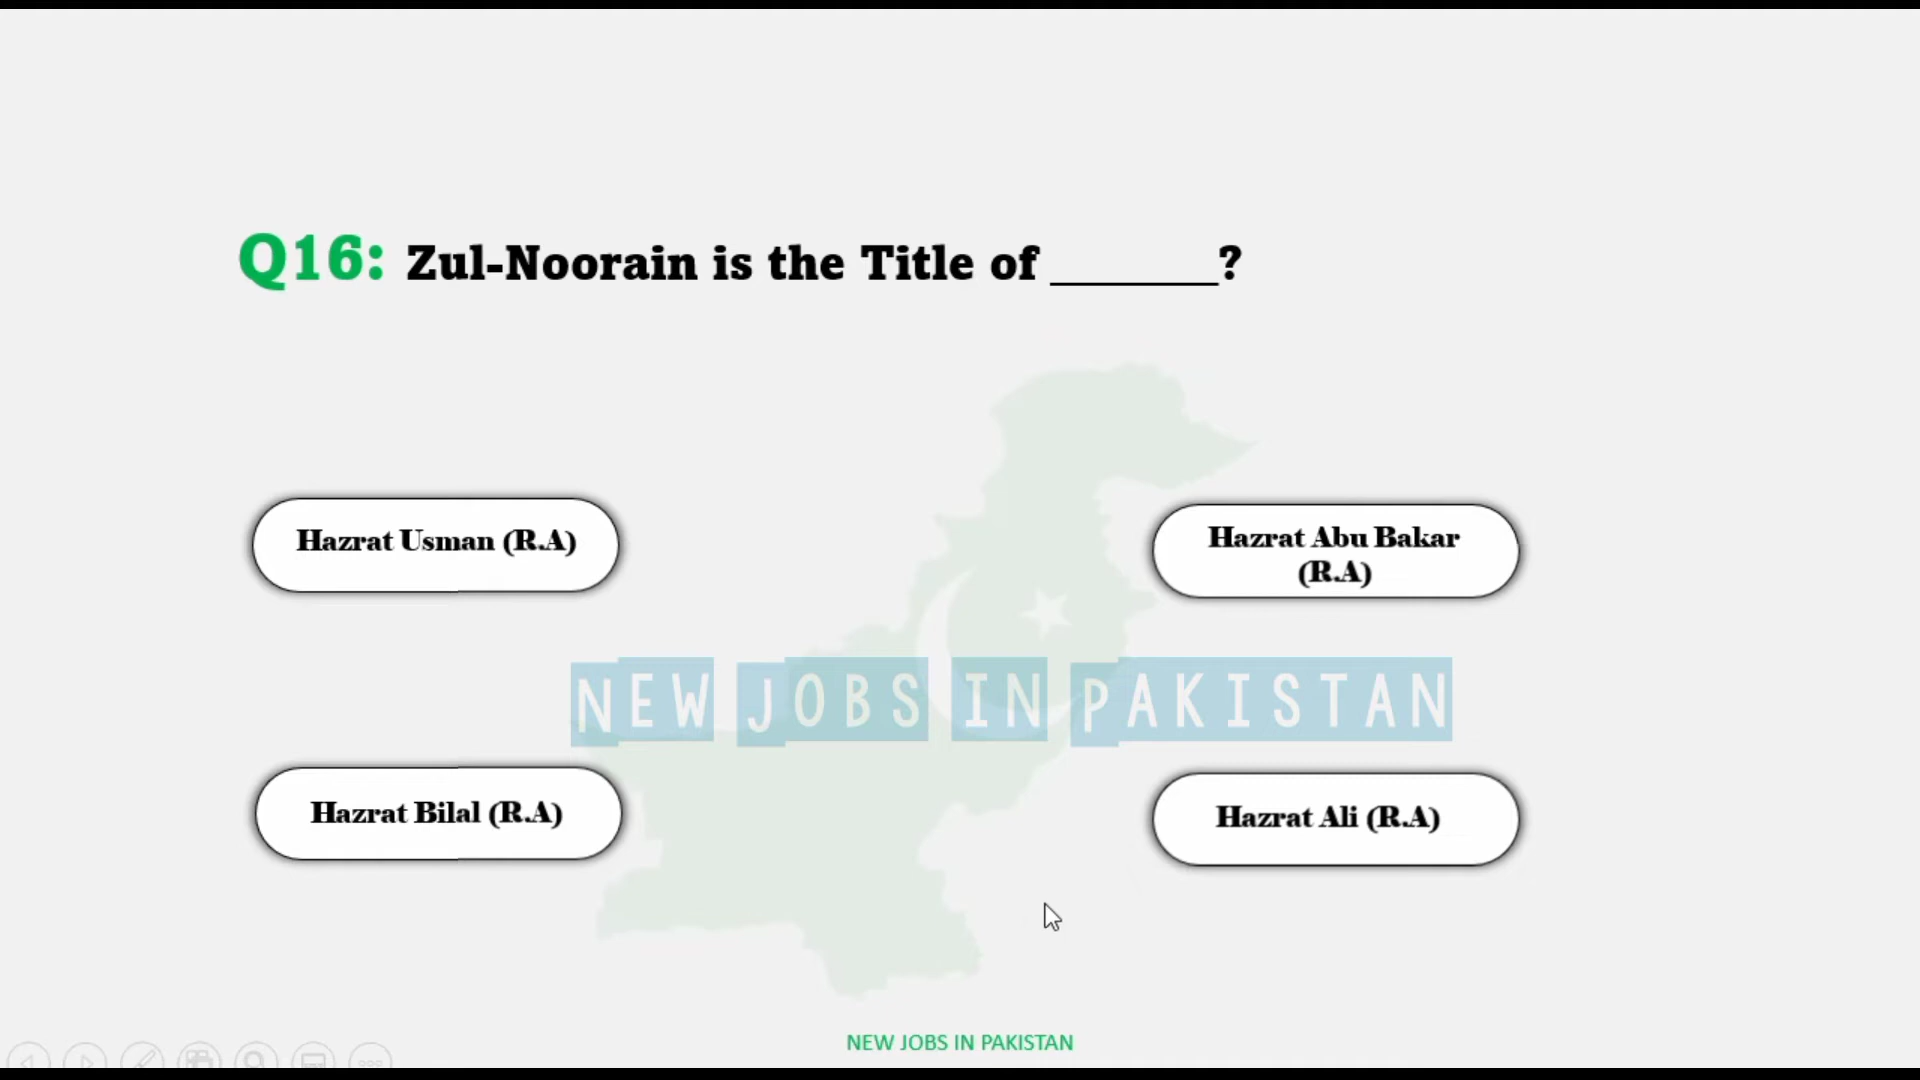 Q16: Zul-Noorain is the Title of _______?
Hazrat Usman (R.A)
Hazrat Abu Bakar
(R.A)
NEW JOBS IN PAKISTAN
Hazrat Bilal (R.A)
Hazrat Ali (R.A)
NEW JOBS IN PAKISTAN